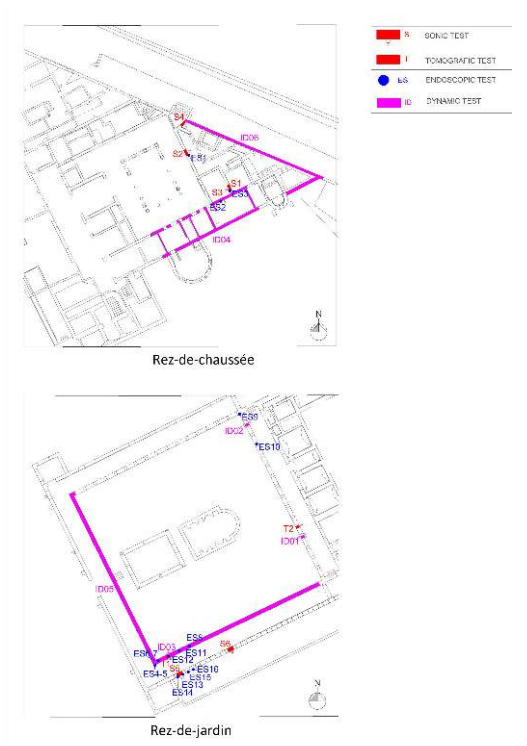 S SONIC TEST
T TOMOGRAFIC TEST
ES ENDOSCOPIC TEST
ID DYNAMIC TEST
S4
ID06
S2
ES1
S1
S3
ES3
ES2
ID04
N
Rez-de-chaussée
ES9
ID02
ES10
T2
ID01
ID05
ID03
ES8
S6
ES6-7
ES11
ES12
ES4-5
S5
ES10
ES15
ES13
ES14
N
Rez-de-jardin